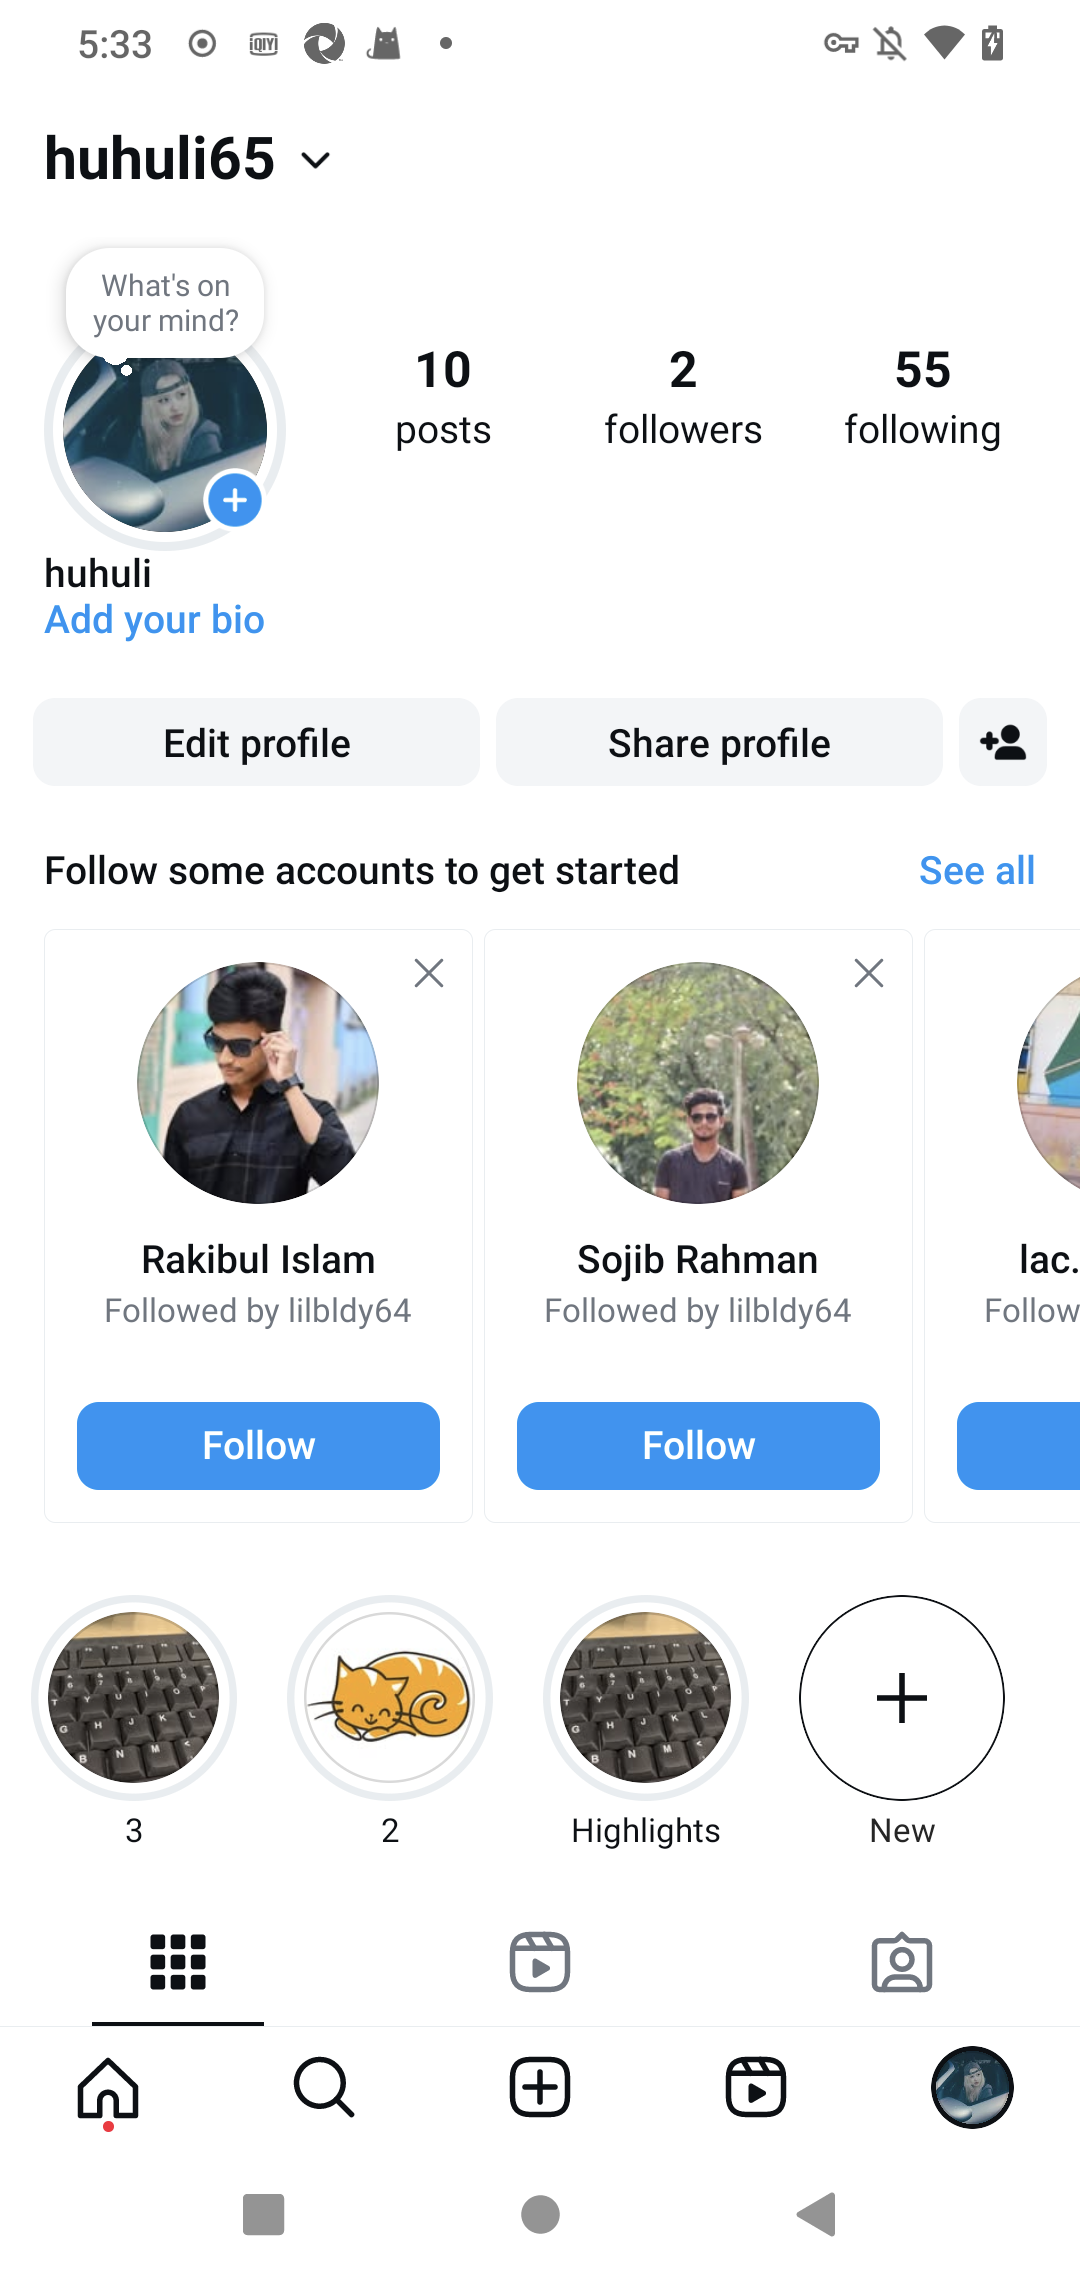 5:33
iQIYI
huhuli65
What's on
your mind?
10
posts
2
followers
55
following
huhuli
Add your bio
Edit profile
Share profile
Follow some accounts to get started
See all
Rakibul Islam
Followed by lilbldy64
Follow
Sojib Rahman
Followed by lilbldy64
Follow
lac.
Follow
3
2
Highlights
New